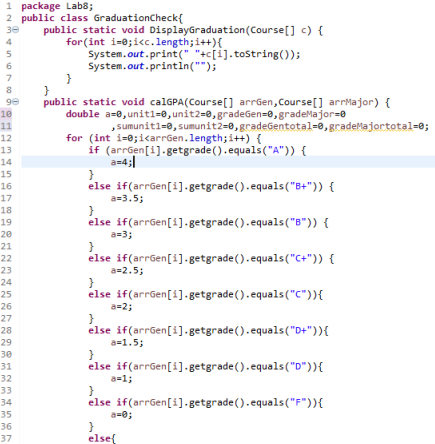 1 package Lab8;
2 public class GraduationCheck{
3 public static void DisplayGraduation (Course[] c) {
4 for(int i=0;i<c.length;i++){
5 System.out.print(" "+c[i].toString());
6 System.out.println("");
7 }
8 }
9 public static void calGPA(Course[] arrGen,Course[] arrMajor) {
10 double a=0,unit1=0,unit2=0,gradeGen=0,gradeMajor=0
11 ,sumunit1=0,sumunit2=0,gradeGentotal=0,gradeMajortotal=0;
12 for (int i=0;i<arrGen.length;i++) {
13 if (arrGen[i].getgrade().equals("A")) {
14 a=4;
15 }
16 else if(arrGen[i].getgrade().equals("B+")) {
17 a=3.5;
18 }
19 else if(arrGen[i].getgrade().equals("B")) {
20 a=3;
21 }
22 else if(arrGen[i].getgrade().equals("C+")) {
23 a=2.5;
24 }
25 else if(arrGen[i].getgrade().equals("C")){
26 a=2;
27 }
28 else if(arrGen[i].getgrade().equals("D+")){
29 a=1.5;
30 }
31 else if(arrGen[i].getgrade().equals("D")){
32 a=1;
33 }
34 else if(arrGen[i].getgrade().equals("F")){
35 a=0;
36 }
37 else{